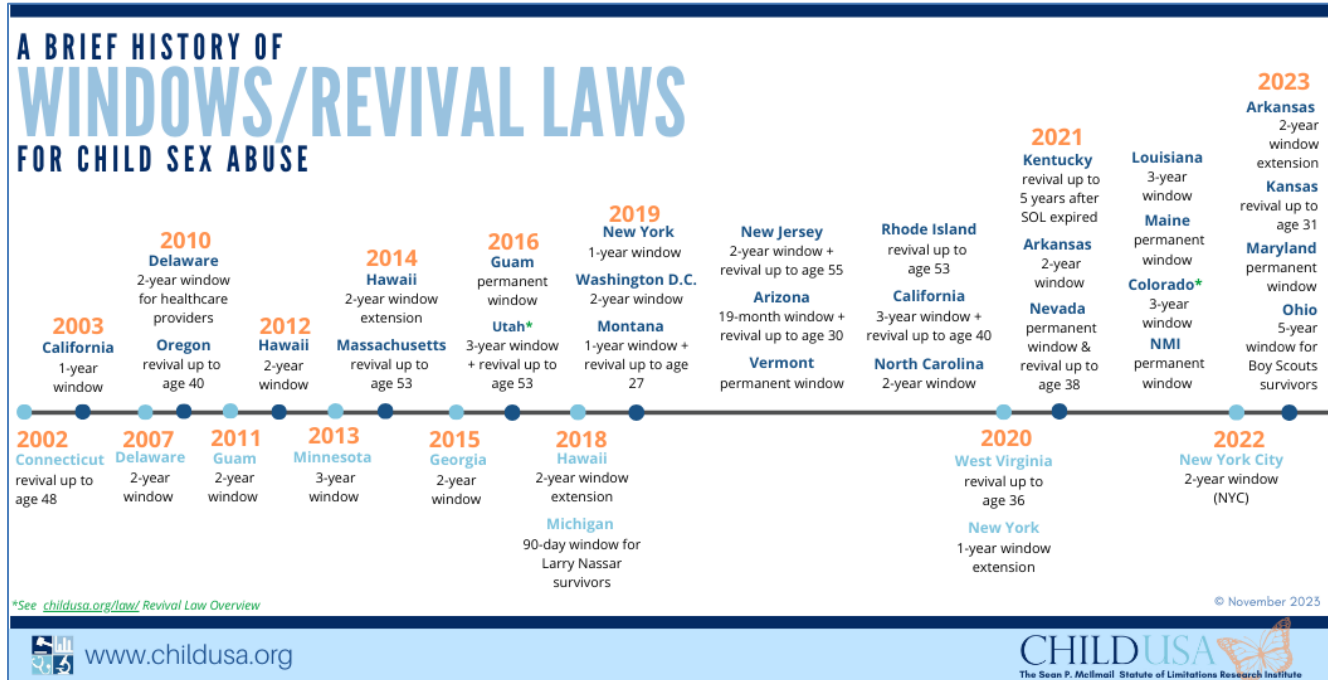 A BRIEF HISTORY OF
WINDOWS/REVIVAL LAWS
FOR CHILD SEX ABUSE
2003
California
1-year
window
2010
Delaware
2-year window
for healthcare
providers
Oregon
revival up to
age 40
2012
Hawaii
2-year
window
2014
Hawaii
2-year window
extension
Massachusetts
revival up to
age 53
2016
Guam
permanent
window
Utah*
3-year window
+ revival up to
age 53
2019
New York
1-year window
Washington D.C.
2-year window
Montana
1-year window +
revival up to age
27
New Jersey
2-year window +
revival up to age 55
Arizona
19-month window +
revival up to age 30
Vermont
permanent window
Rhode Island
revival up to
age 53
California
3-year window +
revival up to age 40
North Carolina
2-year window
2021
Kentucky
revival up to
5 years after
SOL expired
Arkansas
2-year
window
Nevada
permanent
window &
revival up to
age 38
Louisiana
3-year
window
Maine
permanent
window
Colorado*
3-year
window
NMI
permanent
window
2023
Arkansas
2-year
window
extension
Kansas
revival up to
age 31
Maryland
permanent
window
Ohio
5-year
window for
Boy Scouts
survivors
2002
Connecticut
revival up to
age 48
2007
Delaware
2-year
window
2011
Guam
2-year
window
2013
Minnesota
3-year
window
2015
Georgia
2-year
window
2018
Hawaii
2-year window
extension
Michigan
90-day window for
Larry Nassar
survivors
2020
West Virginia
revival up to
age 36
New York
1-year window
extension
2022
New York City
2-year window
(NYC)
*See childusa.org/law/ Revival Law Overview
© November 2023
www.childusa.org
CHILD USA
The Sean P. McIlmail Statute of Limitations Research Institute